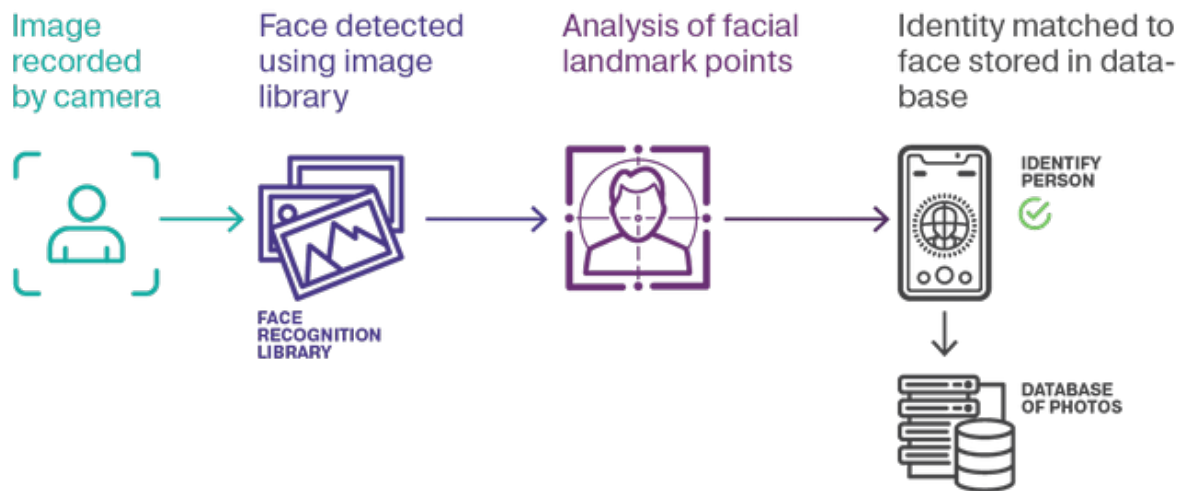 Image
recorded
by camera
Face detected
using image
library
Analysis of facial
landmark points
Identity matched to
face stored in data-
base
FACE
RECOGNITION
LIBRARY
IDENTIFY
PERSON
DATABASE
OF PHOTOS